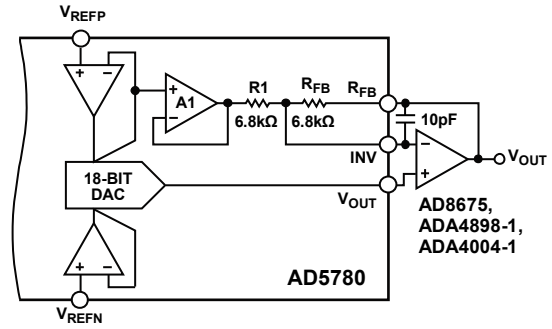 VREFP
A1
R1
RFB
RFB
6.8kΩ
6.8kΩ
10pF
INV
VOUT
18-BIT
DAC
VOUT
AD8675,
ADA4898-1,
ADA4004-1
AD5780
VREFN
+
−
+
−
+
−
−
+